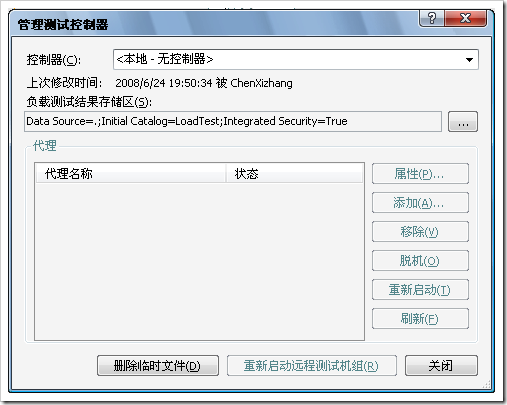 管理测试控制器
控制器(C): <本地 - 无控制器>
上次修改时间: 2008/6/24 19:50:34 被 ChenXizhang
负载测试结果存储区(S):
Data Source=.;Initial Catalog=LoadTest;Integrated Security=True ...
代理
代理名称 状态
属性(P)...
添加(A)...
移除(V)
脱机(O)
重新启动(T)
刷新(F)
删除临时文件(D) 重新启动远程测试机组(R) 关闭